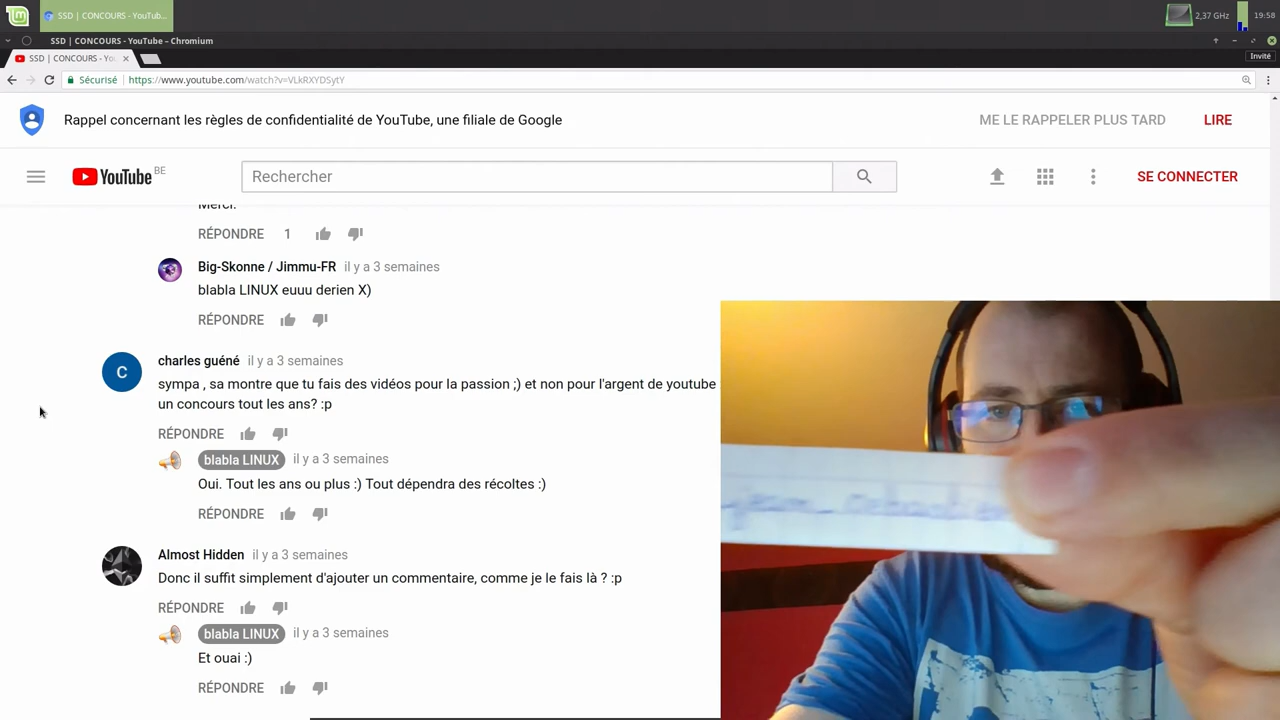 SSD | CONCOURS - YouTub...
2,37 GHz
19:58
SSD | CONCOURS - YouTube – Chromium
SSD | CONCOURS - Yo
Invité
Sécurisé
https://www.youtube.com/watch?v=VLkRXYDSytY
Rappel concernant les règles de confidentialité de YouTube, une filiale de Google
ME LE RAPPELER PLUS TARD
LIRE
YouTube BE
Rechercher
SE CONNECTER
Merci.
RÉPONDRE 1
Big-Skonne / Jimmu-FR il y a 3 semaines
blabla LINUX euuu derien X)
RÉPONDRE
C
charles guéné il y a 3 semaines
sympa , sa montre que tu fais des vidéos pour la passion ;) et non pour l'argent de youtube
un concours tout les ans? :p
RÉPONDRE
blabla LINUX il y a 3 semaines
Oui. Tout les ans ou plus :) Tout dépendra des récoltes :)
RÉPONDRE
Almost Hidden il y a 3 semaines
Donc il suffit simplement d'ajouter un commentaire, comme je le fais là ? :p
RÉPONDRE
blabla LINUX il y a 3 semaines
Et ouai :)
RÉPONDRE